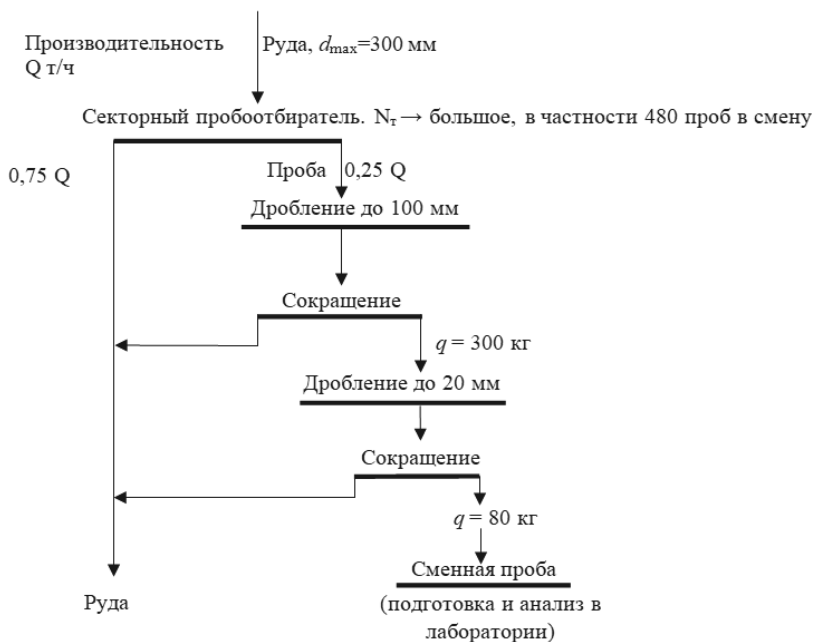 Производительность
Q т/ч
Руда, dmax=300 мм
Секторный пробоотбиратель. Nт → большое, в частности 480 проб в смену
0,75 Q
Проба 0,25 Q
Дробление до 100 мм
Сокращение
q = 300 кг
Дробление до 20 мм
Сокращение
q = 80 кг
Сменная проба
(подготовка и анализ в
лаборатории)
Руда